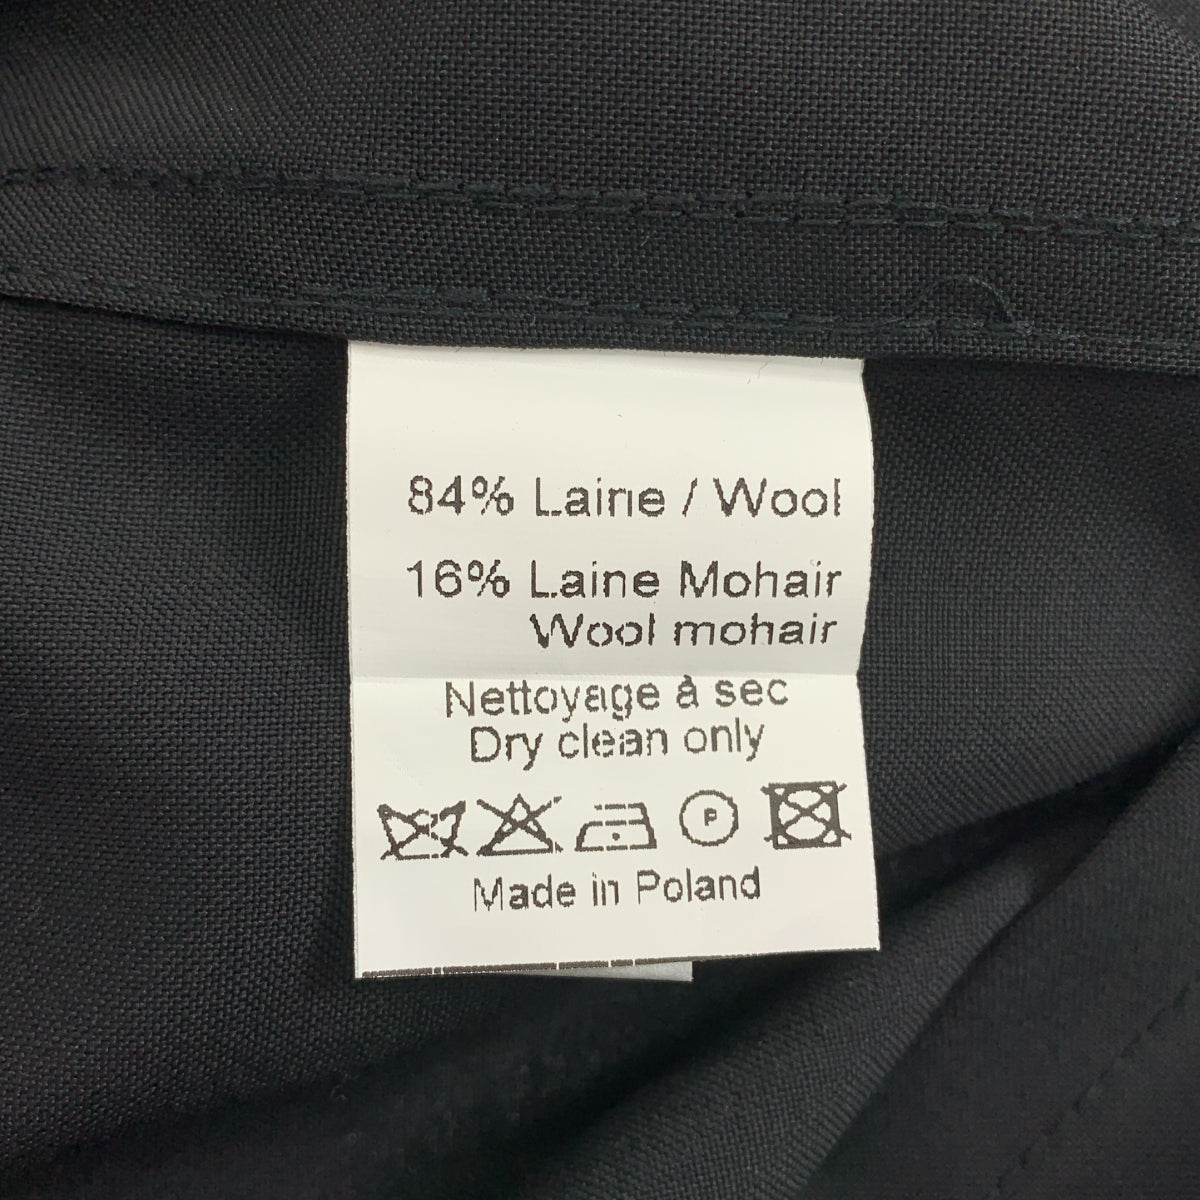 84% Laine / Wool
16% Laine Mohair
Wool mohair
Nettoyage à sec
Dry clean only
P
Made in Poland